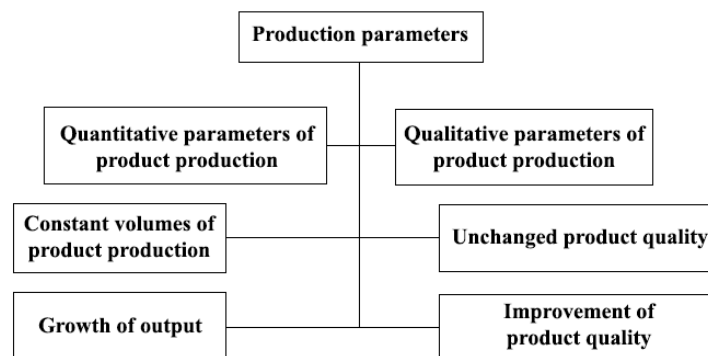 Production parameters
Quantitative parameters of
product production
Qualitative parameters of
product production
Constant volumes of
product production
Unchanged product quality
Growth of output
Improvement of
product quality